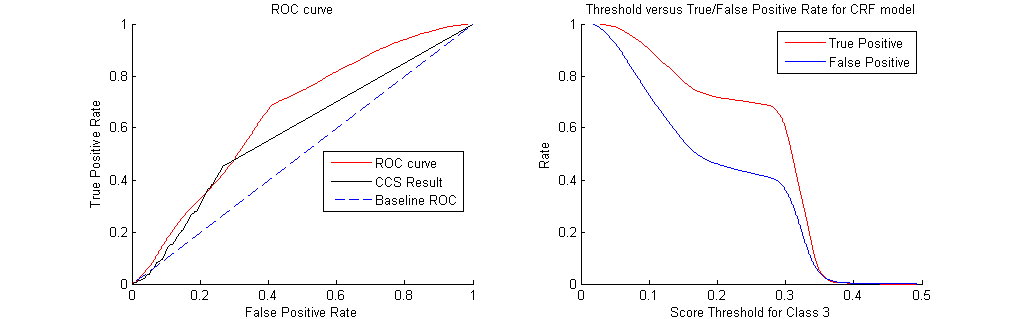 ROC curve
1
0.8
0.6
0.4
0.2
0
True Positive Rate
ROC curve
CCS Result
Baseline ROC
0 0.2 0.4 0.6 0.8 1
False Positive Rate
Threshold versus True/False Positive Rate for CRF model
1
0.8
0.6
0.4
0.2
0
Rate
True Positive
False Positive
0 0.1 0.2 0.3 0.4 0.5
Score Threshold for Class 3